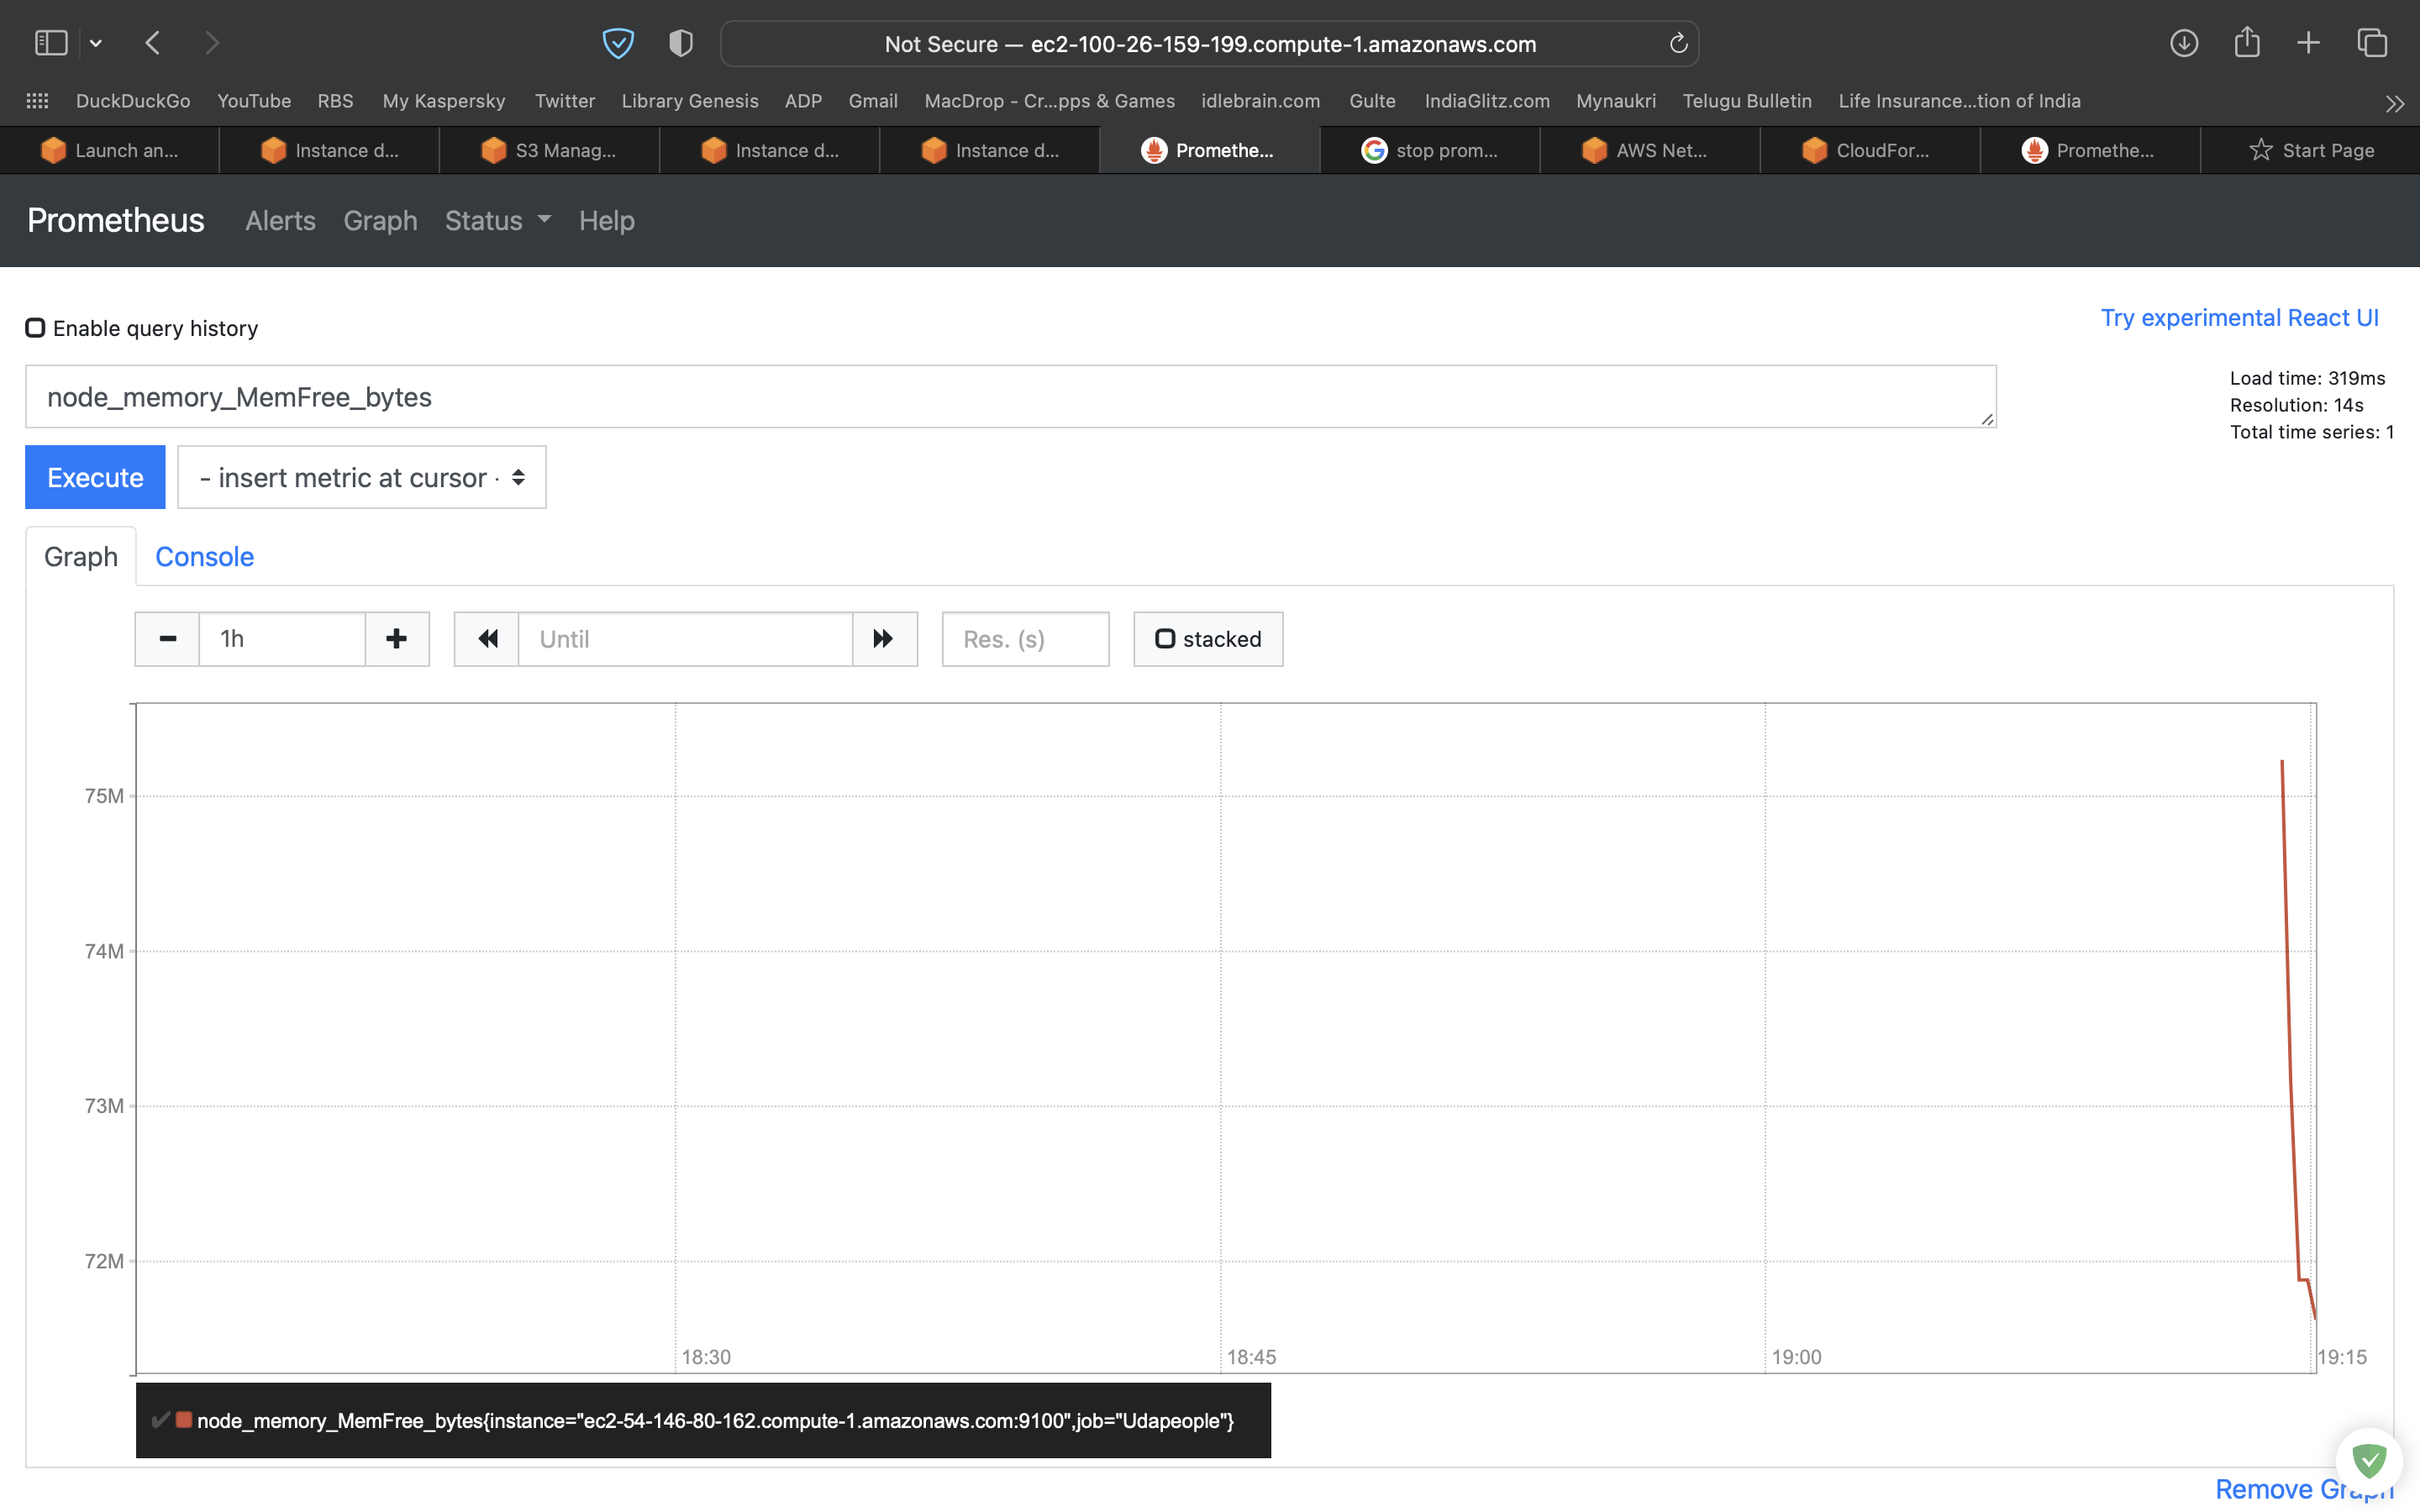 Not Secure — ec2-100-26-159-199.compute-1.amazonaws.com
DuckDuckGo YouTube RBS My Kaspersky Twitter Library Genesis ADP Gmail MacDrop - Cr...pps & Games idlebrain.com Gulte IndiaGlitz.com Mynaukri Telugu Bulletin Life Insurance...tion of India
Launch an... Instance d... S3 Manag... Instance d... Instance d... Promethe... stop prom... AWS Net... CloudFor... Promethe... Start Page
Prometheus Alerts Graph Status Help
Enable query history
Try experimental React UI
node_memory_MemFree_bytes
Load time: 319ms
Resolution: 14s
Total time series: 1
Execute - insert metric at cursor -
Graph Console
1h Until Res. (s) stacked
75M
74M
73M
72M
18:30 18:45 19:00 19:15
node_memory_MemFree_bytes{instance="ec2-54-146-80-162.compute-1.amazonaws.com:9100",job="Udapeople"}
Remove Graph